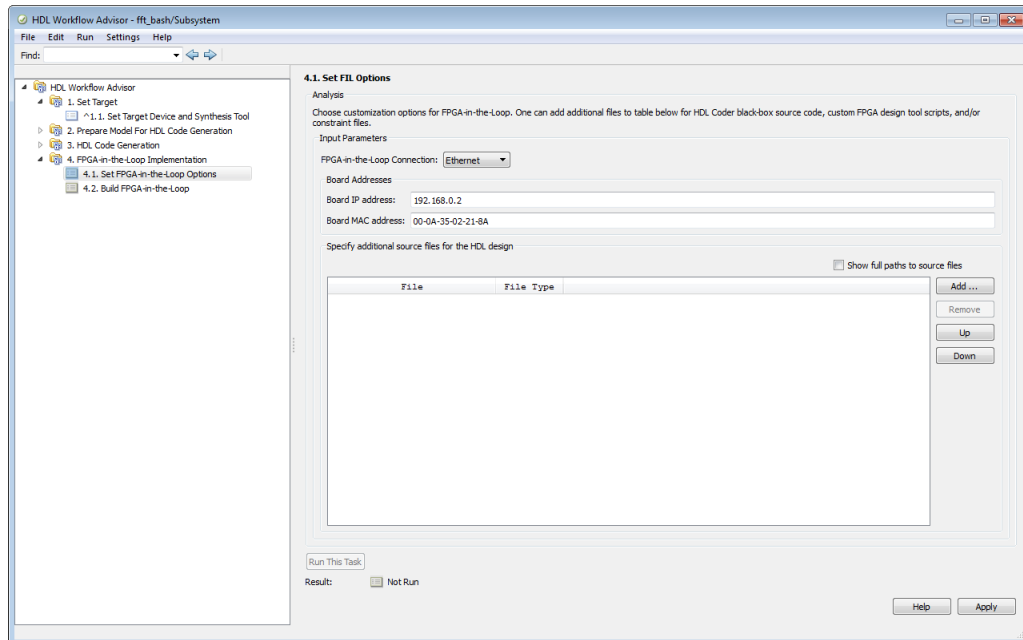 HDL Workflow Advisor - fft_bash/Subsystem
File Edit Run Settings Help
Find:
HDL Workflow Advisor
1. Set Target
^1.1. Set Target Device and Synthesis Tool
2. Prepare Model For HDL Code Generation
3. HDL Code Generation
4. FPGA-in-the-Loop Implementation
4.1. Set FPGA-in-the-Loop Options
4.2. Build FPGA-in-the-Loop
4.1. Set FIL Options
Analysis
Choose customization options for FPGA-in-the-Loop. One can add additional files to table below for HDL Coder black-box source code, custom FPGA design tool scripts, and/or
constraint files.
Input Parameters
FPGA-in-the-Loop Connection: Ethernet
Board Addresses
Board IP address: 192.168.0.2
Board MAC address: 00-0A-35-02-21-8A
Specify additional source files for the HDL design
Show full paths to source files
File File Type
Add ...
Remove
Up
Down
Run This Task
Result: Not Run
Help Apply